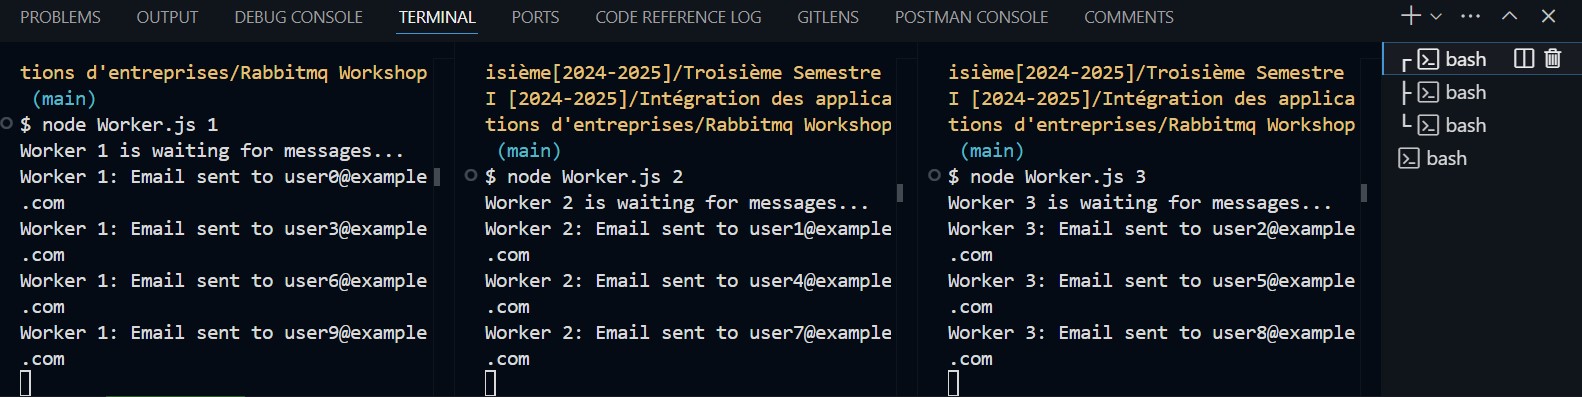 PROBLEMS OUTPUT DEBUG CONSOLE TERMINAL PORTS CODE REFERENCE LOG GITLENS POSTMAN CONSOLE COMMENTS
tions d'entreprises/Rabbitmq Workshop
(main)
$ node Worker.js 1
Worker 1 is waiting for messages...
Worker 1: Email sent to user0@example
.com
Worker 1: Email sent to user3@example
.com
Worker 1: Email sent to user6@example
.com
Worker 1: Email sent to user9@example
.com
isième[2024-2025]/Troisième Semestre
I [2024-2025]/Intégration des applica
tions d'entreprises/Rabbitmq Workshop
(main)
$ node Worker.js 2
Worker 2 is waiting for messages...
Worker 2: Email sent to user1@example
.com
Worker 2: Email sent to user4@example
.com
Worker 2: Email sent to user7@example
.com
isième[2024-2025]/Troisième Semestre
I [2024-2025]/Intégration des applica
tions d'entreprises/Rabbitmq Workshop
(main)
$ node Worker.js 3
Worker 3 is waiting for messages...
Worker 3: Email sent to user2@example
.com
Worker 3: Email sent to user5@example
.com
Worker 3: Email sent to user8@example
.com
bash
bash
bash
bash